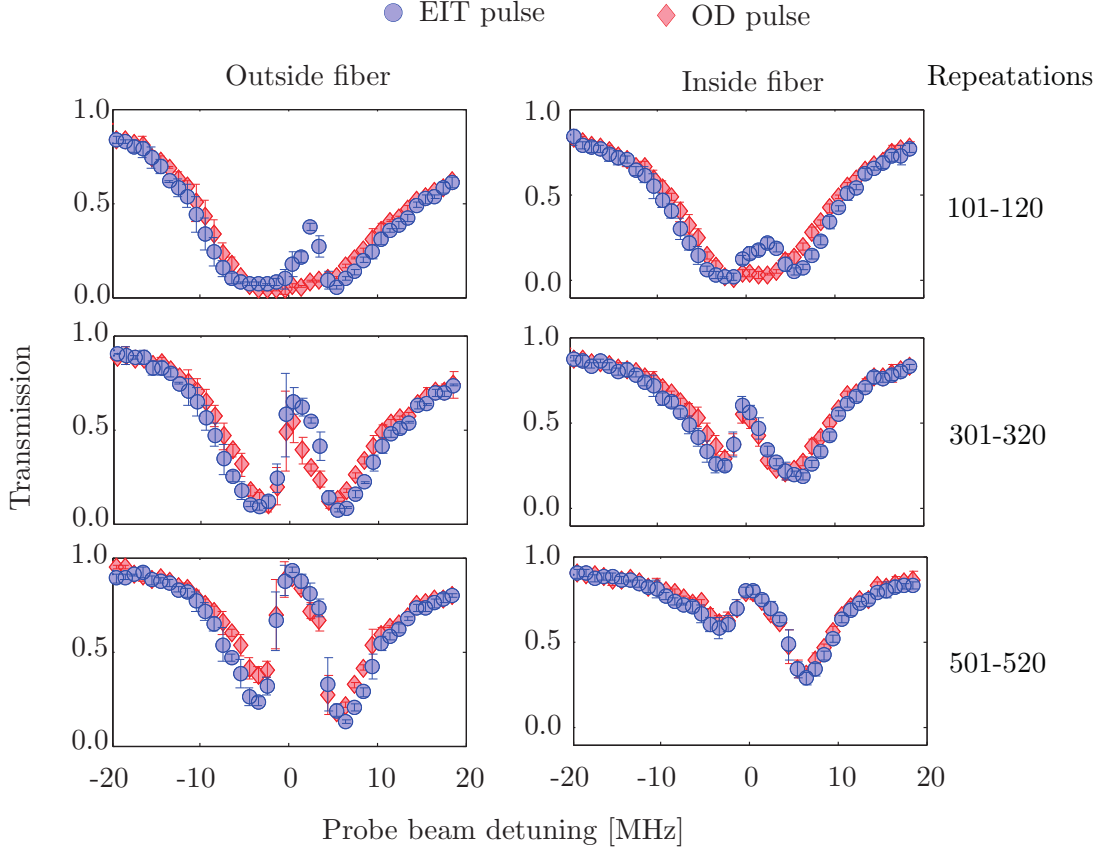 EIT pulse OD pulse
Outside fiber Inside fiber Repeatations
1.0 0.5 0.0 1.0 0.5 0.0 101-120
1.0 0.5 0.0 1.0 0.5 0.0 301-320
1.0 0.5 0.0 1.0 0.5 0.0 501-520
Transmission
-20 -10 0 10 20 -20 -10 0 10 20
Probe beam detuning [MHz]